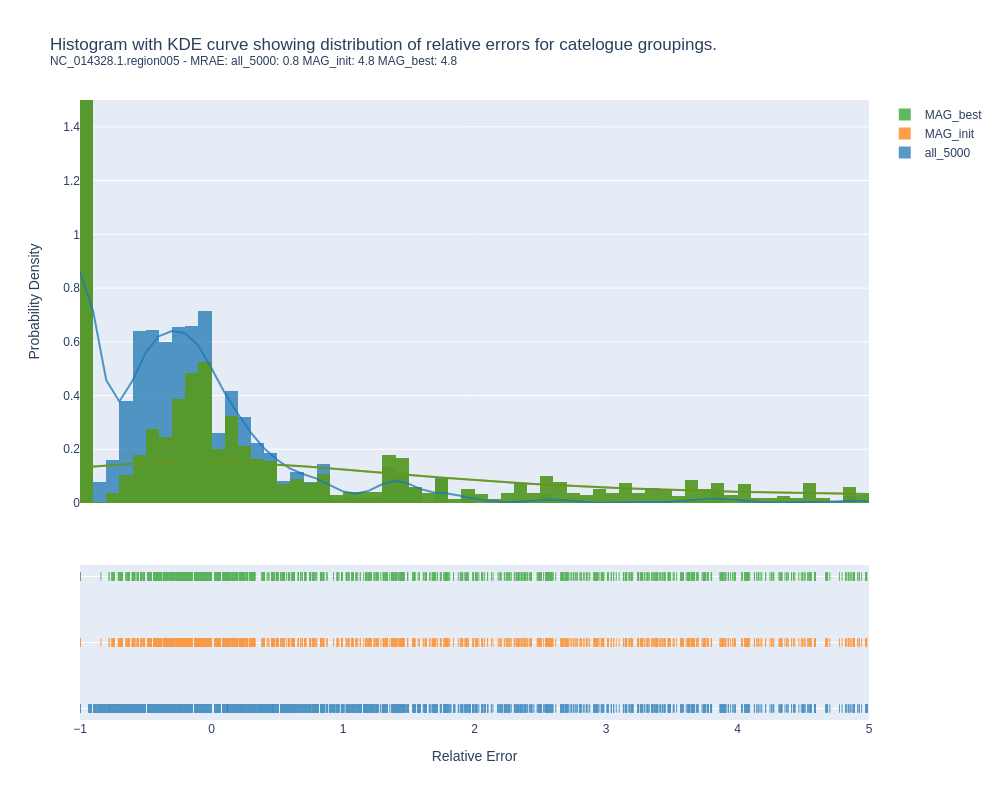 Histogram with KDE curve showing distribution of relative errors for catelogue groupings.
NC_014328.1.region005 - MRAE: all_5000: 0.8 MAG_init: 4.8 MAG_best: 4.8
MAG_best
MAG_init
all_5000
Probability Density
1.4
1.2
1
0.8
0.6
0.4
0.2
0
−1
0
1
2
3
4
5
Relative Error